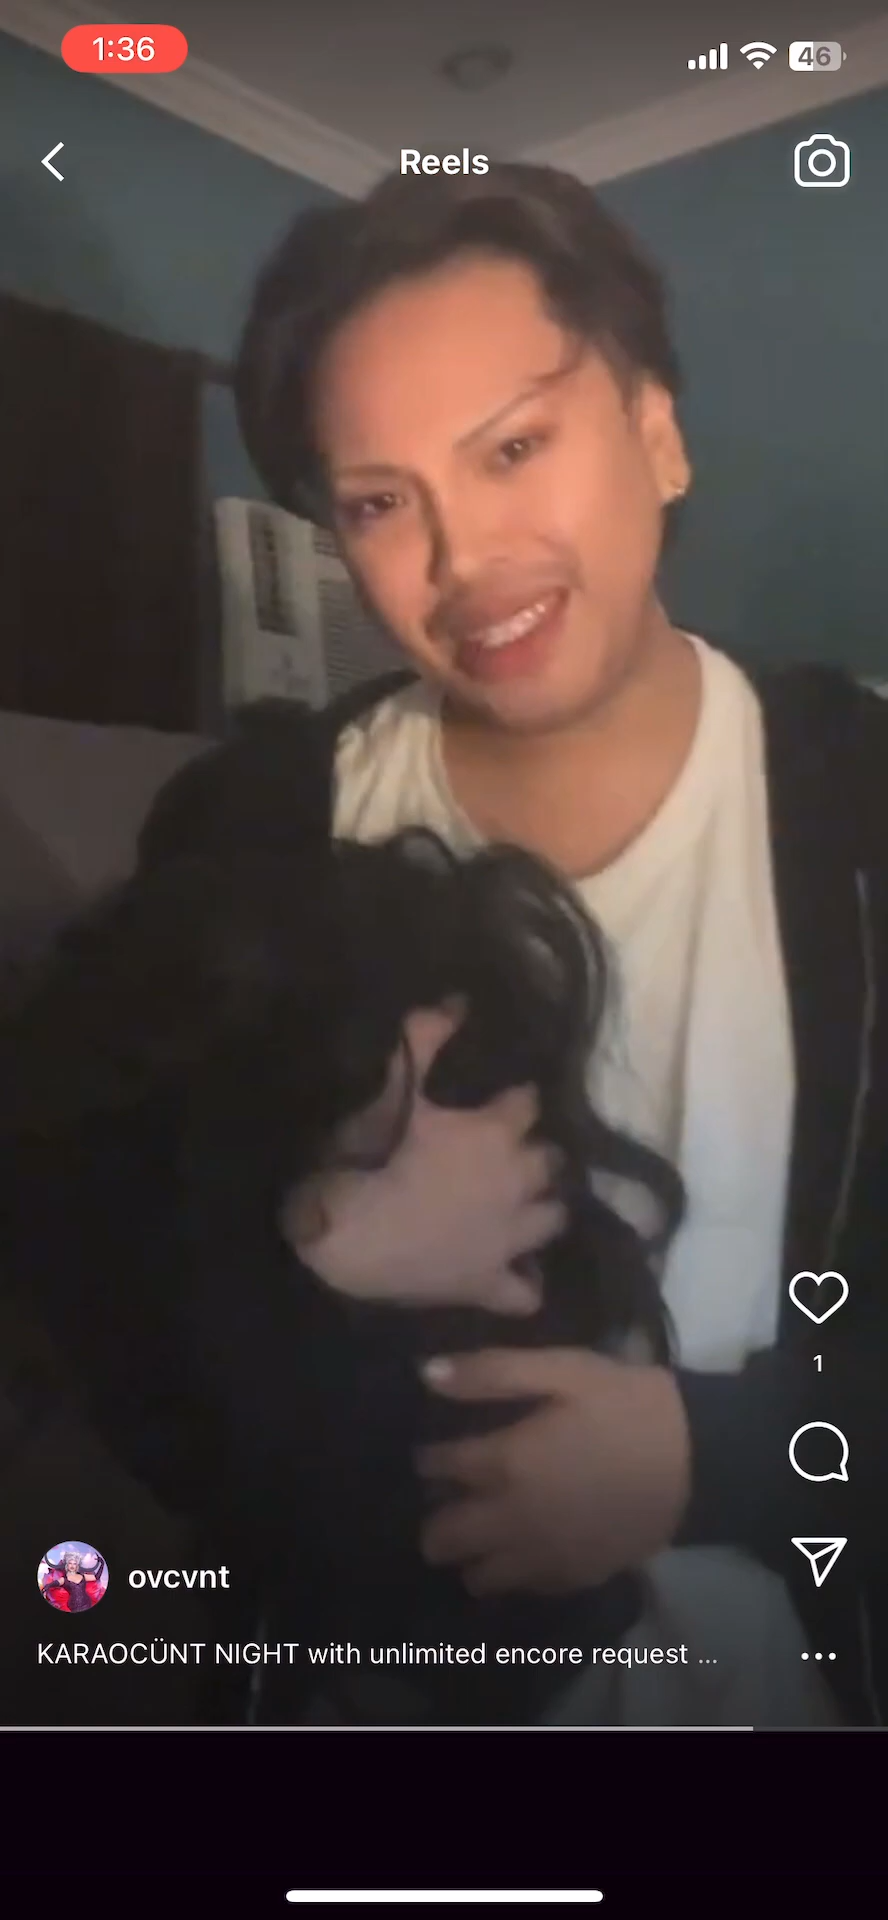 1:36
46
Reels
1
ovcvnt
KARAOCÜNT NIGHT with unlimited encore request ...